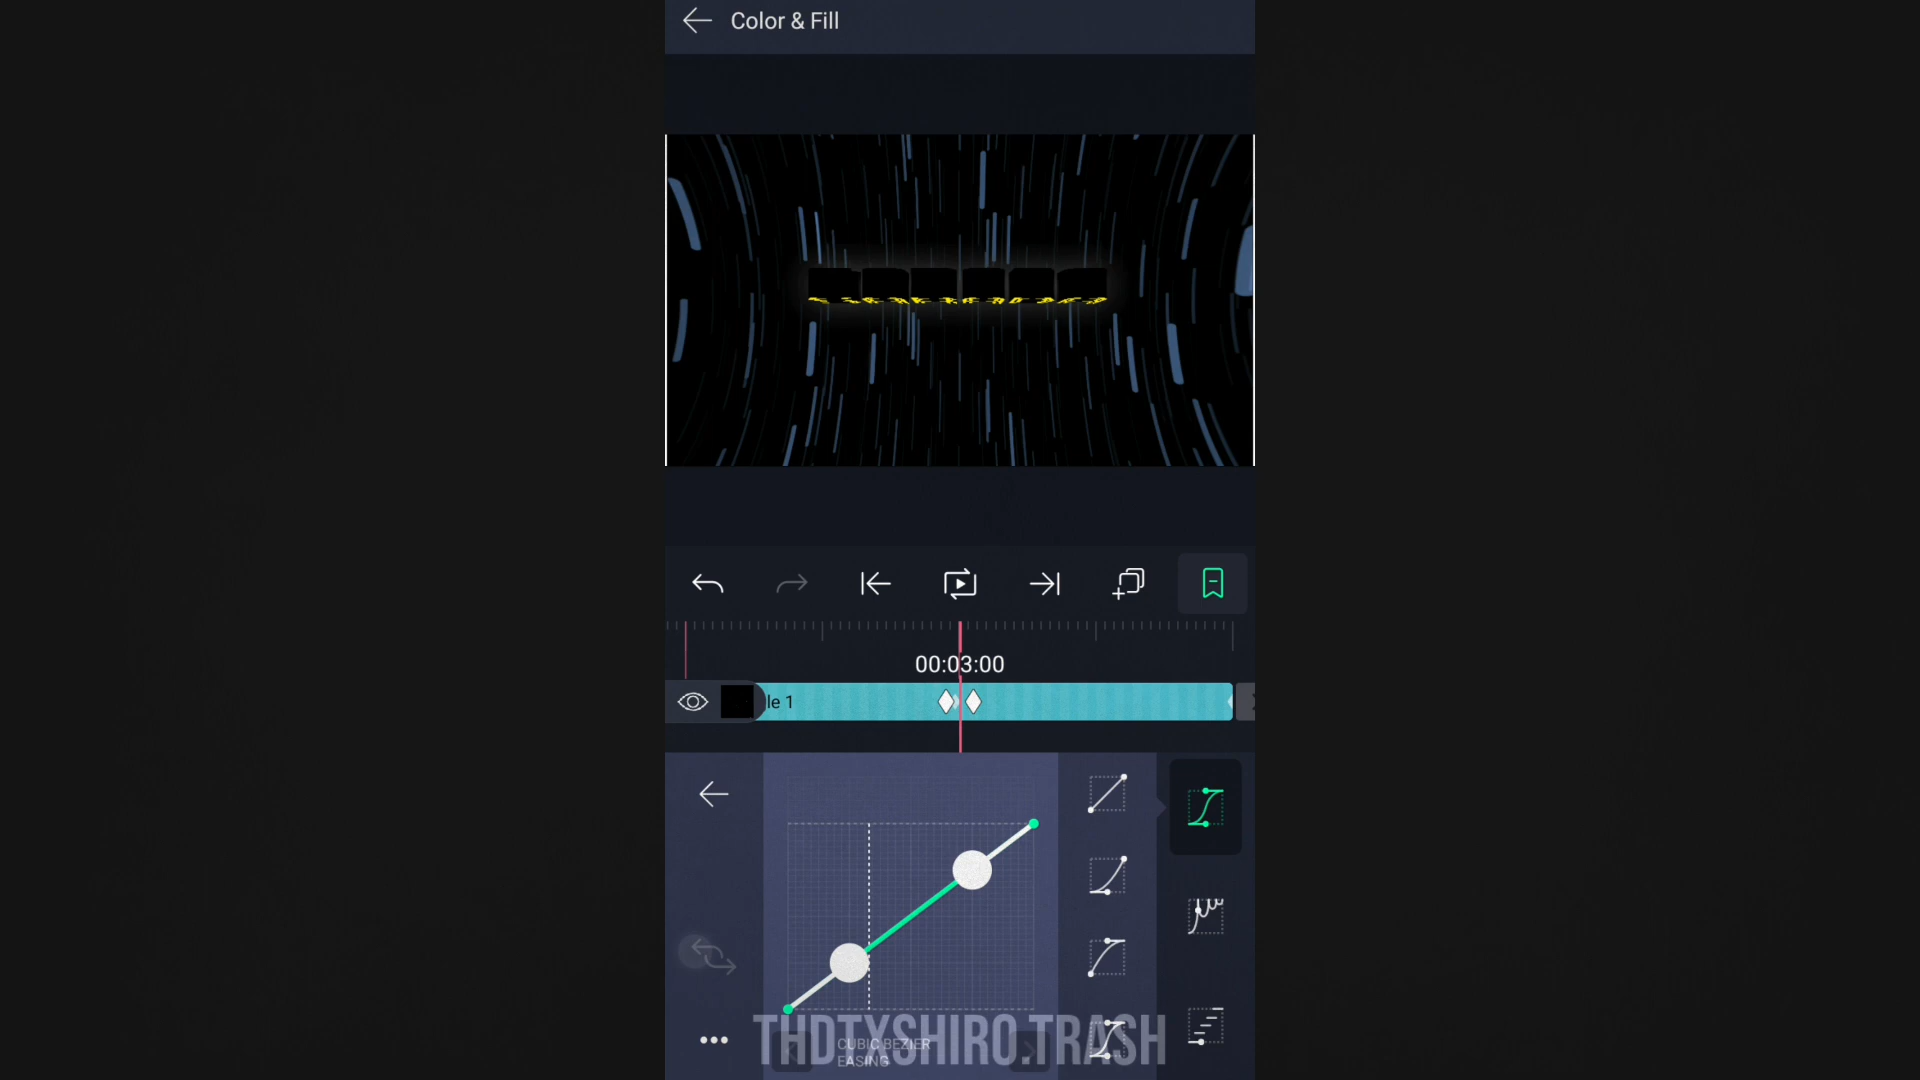 Color & Fill
00:03:00
le 1
CUBIC BEZIER
EASING
THDTXSHIRO.TRASH